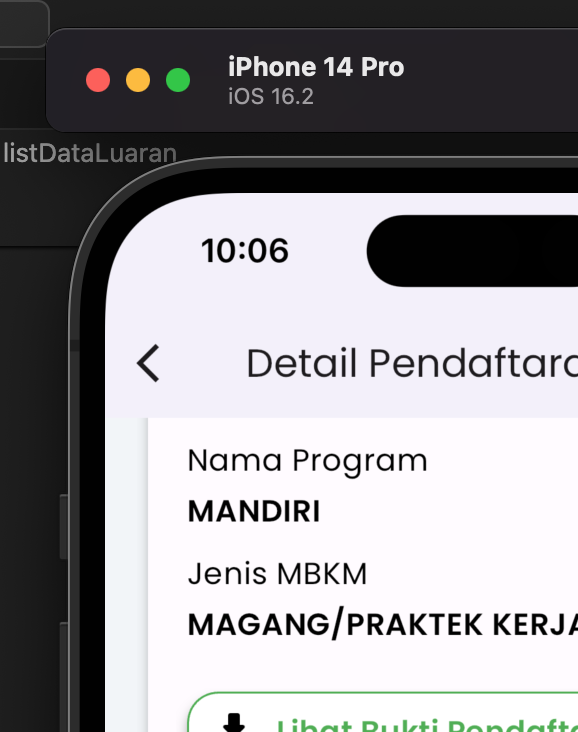 iPhone 14 Pro
iOS 16.2
listDataLuaran
10:06
Detail Pendaftara
Nama Program
MANDIRI
Jenis MBKM
MAGANG/PRAKTEK KERJA
Lihat Bukti Pendafta